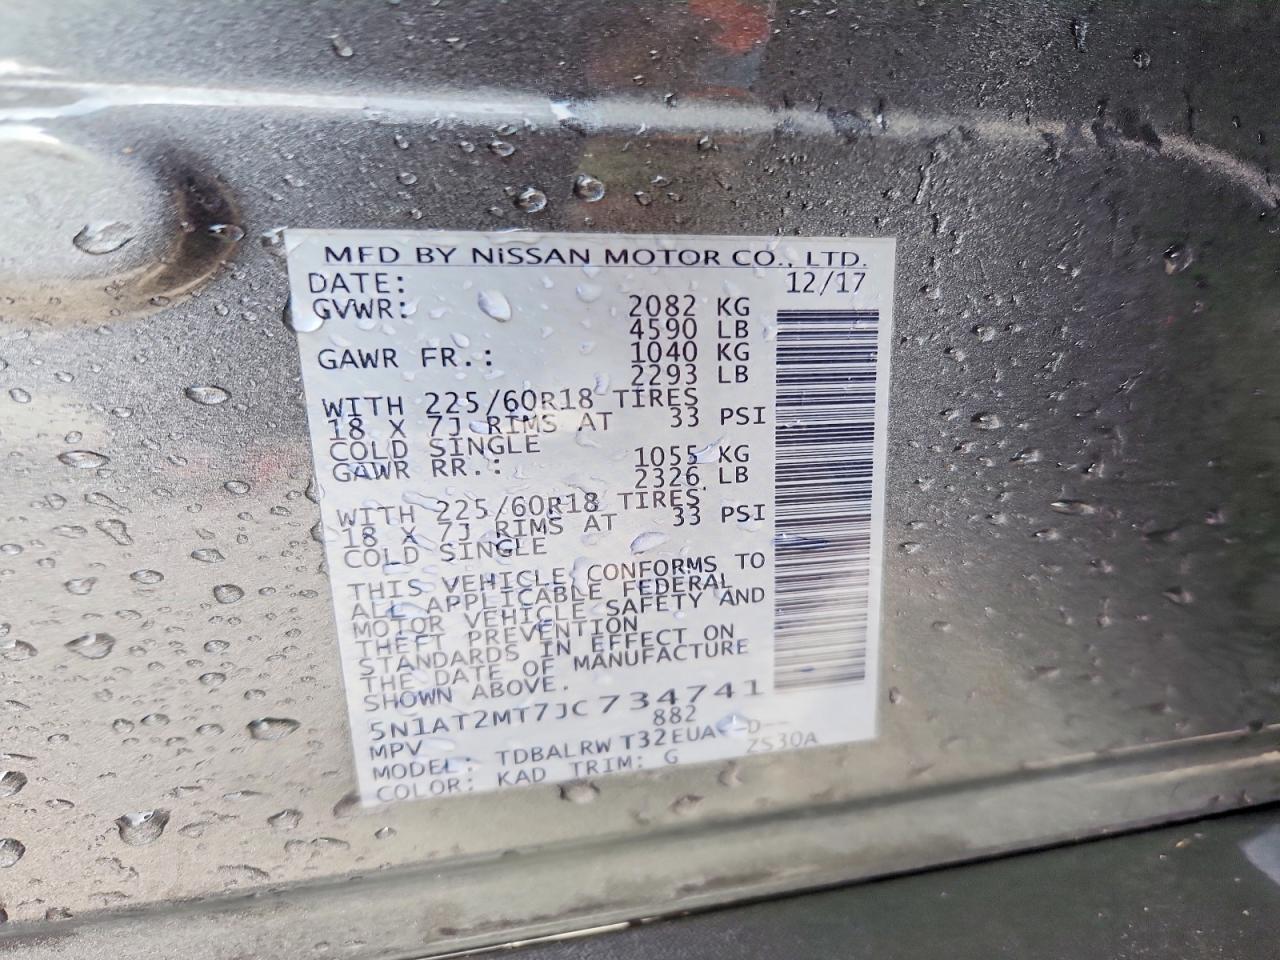 MFD BY NISSAN MOTOR CO., LTD.
DATE: 12/17
GVWR: 2082 KG
4590 LB
GAWR FR.: 1040 KG
2293 LB
WITH 225/60R18 TIRES
18 X 7J RIMS AT 33 PSI
COLD SINGLE
GAWR RR.: 1055 KG
2326 LB
WITH 225/60R18 TIRES
18 X 7J RIMS AT 33 PSI
COLD SINGLE
THIS VEHICLE CONFORMS TO
ALL APPLICABLE FEDERAL
MOTOR VEHICLE SAFETY AND
THEFT PREVENTION
STANDARDS IN EFFECT ON
THE DATE OF MANUFACTURE
SHOWN ABOVE.
5N1AT2MT7JC734741
MPV 882
MODEL: TDBALRW T32EUA D--
COLOR: KAD TRIM: G ZS30A